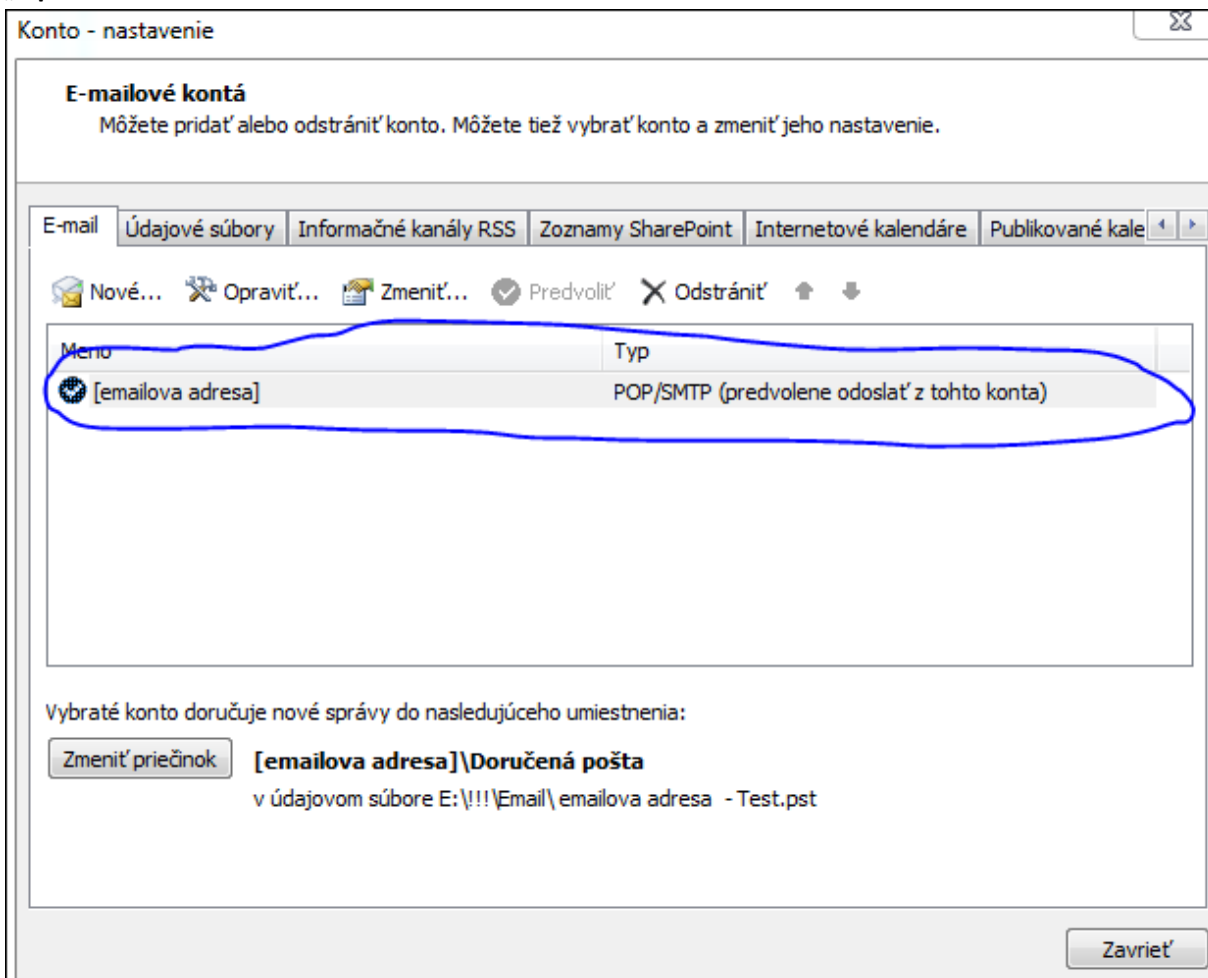 Konto - nastavenie
E-mailové kontá
Môžete pridať alebo odstrániť konto. Môžete tiež vybrať konto a zmeniť jeho nastavenie.
E-mail Údajové súbory Informačné kanály RSS Zoznamy SharePoint Internetové kalendáre Publikované kale
Nové... Opraviť... Zmeniť... Predvoliť Odstrániť
Meno Typ
[emailova adresa] POP/SMTP (predvolene odoslať z tohto konta)
Vybraté konto doručuje nové správy do nasledujúceho umiestnenia:
Zmeniť priečinok [emailova adresa]\Doručená pošta
v údajovom súbore E:\!!!\Email\ emailova adresa - Test.pst
Zavrieť